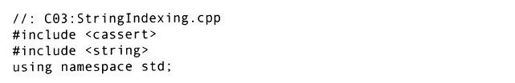 //: C03:StringIndexing.cpp
#include <cassert>
#include <string>
using namespace std;